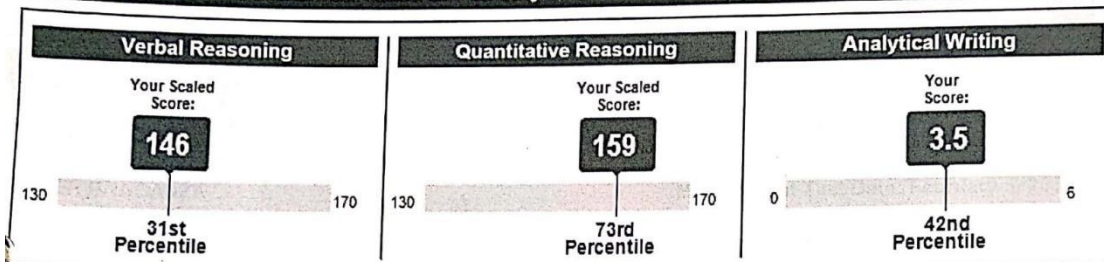 Verbal Reasoning
Your Scaled
Score:
146
130
170
31st
Percentile
Quantitative Reasoning
Your Scaled
Score:
159
130
170
73rd
Percentile
Analytical Writing
Your
Score:
3.5
0
6
42nd
Percentile